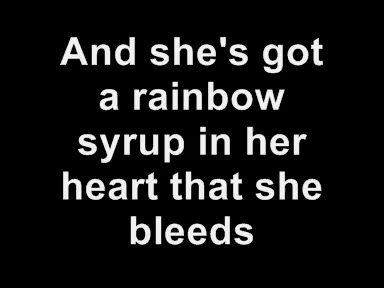 And she's got
a rainbow
syrup in her
heart that she
bleeds